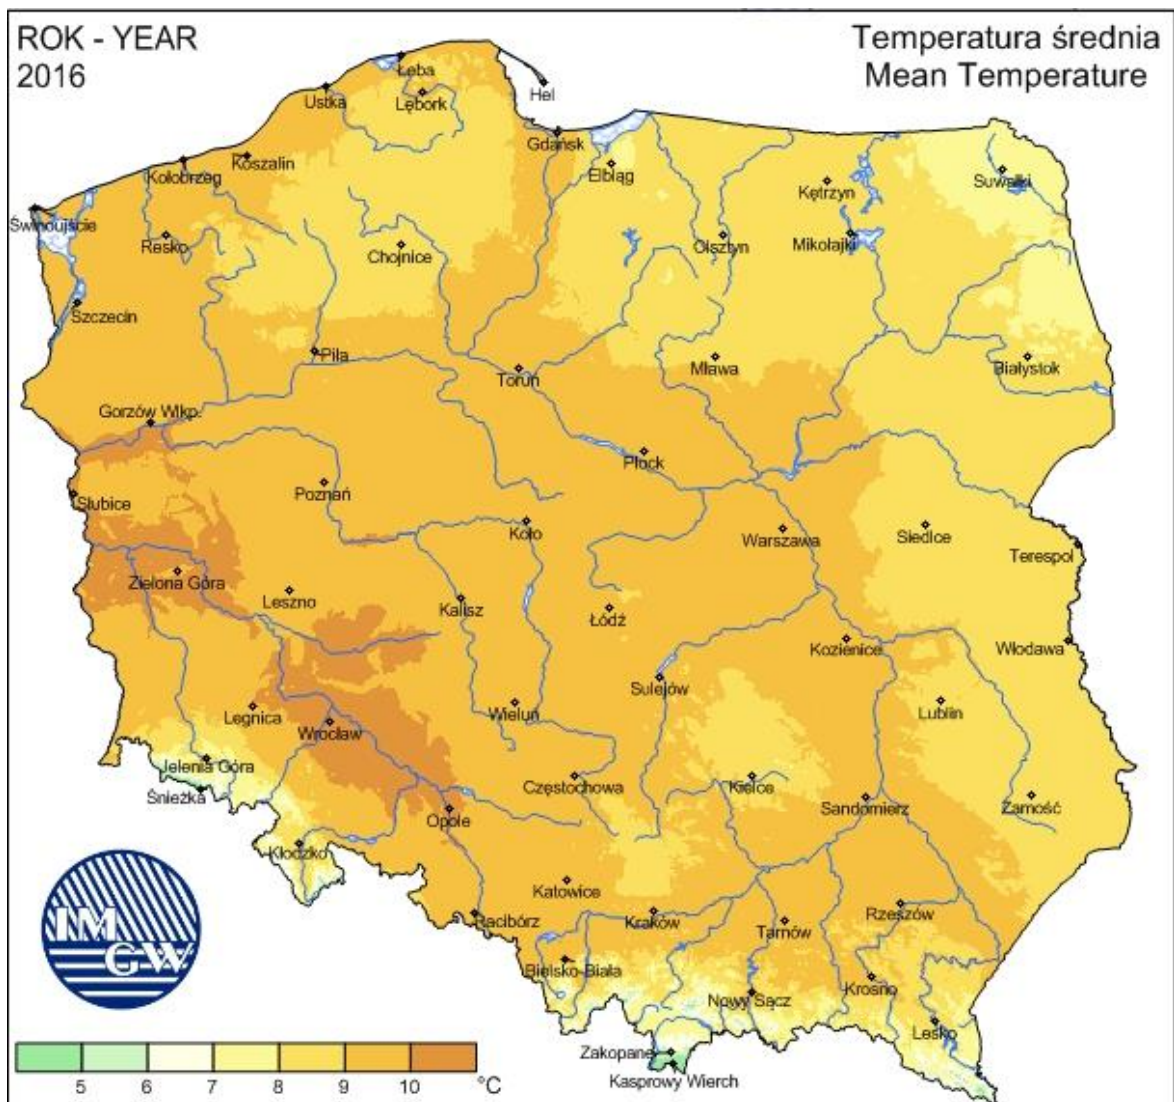 ROK - YEAR
2016
Temperatura średnia
Mean Temperature
Łeba
Hel
Ustka
Lębork
Gdańsk
Koszalin
Kołobrzeg
Elbląg
Kętrzyn
Suwałki
Świnoujście
Resko
Chojnice
Olsztyn
Mikołajki
Szczecin
Piła
Toruń
Mława
Białystok
Gorzów Wlkp.
Płock
Słubice
Poznań
Koło
Warszawa
Siedlce
Terespol
Zielona Góra
Leszno
Kalisz
Łódź
Kozienice
Włodawa
Sulejów
Legnica
Wrocław
Wieluń
Lublin
Jelenia Góra
Śnieżka
Częstochowa
Kielce
Sandomierz
Zamość
Opole
Kłodzko
Katowice
Racibórz
Kraków
Tarnów
Rzeszów
Bielsko-Biała
Nowy Sącz
Krosno
Lesko
Zakopane
Kasprowy Wierch
IM
GW
5 6 7 8 9 10 °C